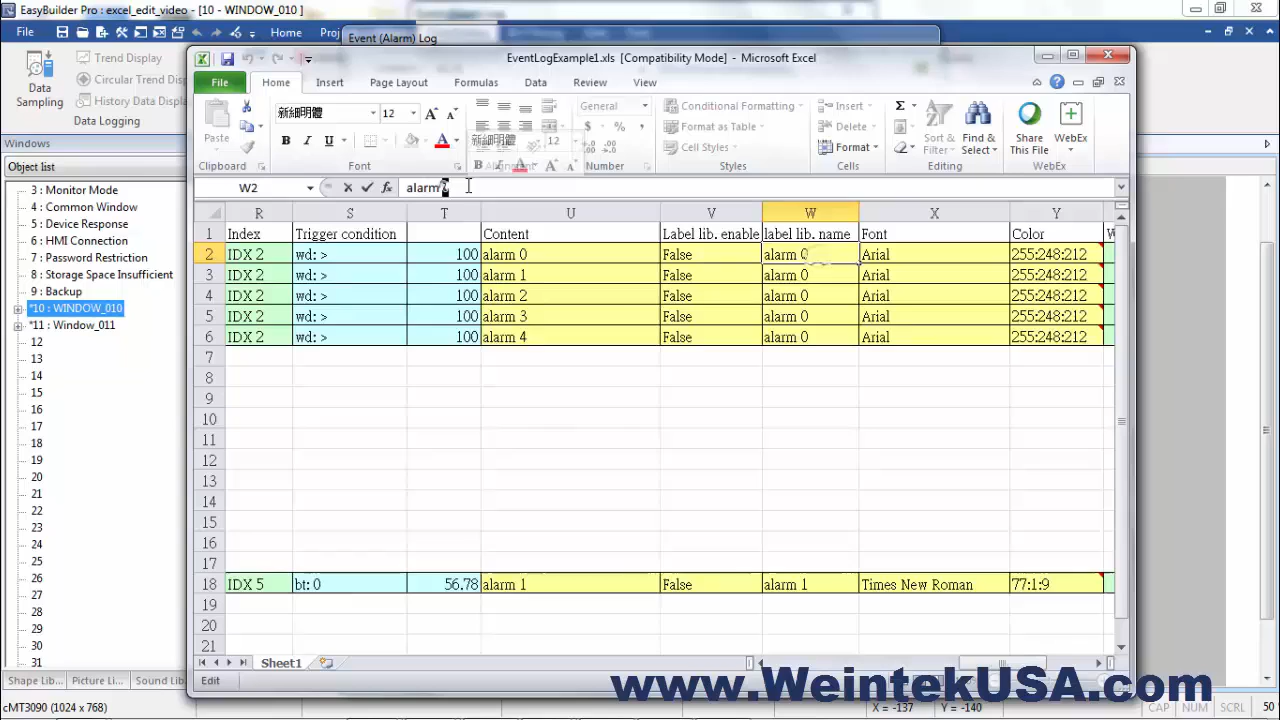 EasyBuilder Pro : excel_edit_video - [10 - WINDOW_010 ]
File Home Proj
Event (Alarm) Log
Data Sampling
Trend Display
Circular Trend Disp
History Data Displa
Data Logging
Windows
Object list
3 : Monitor Mode
4 : Common Window
5 : Device Response
6 : HMI Connection
7 : Password Restriction
8 : Storage Space Insufficient
9 : Backup
*10 : WINDOW_010
*11 : Window_011
12
13
14
15
16
17
18
19
20
21
22
23
24
25
26
27
28
29
30
31
Shape Lib... Picture Li... Sound Lib
cMT3090 (1024 x 768)
EventLogExample1.xls [Compatibility Mode] - Microsoft Excel
File Home Insert Page Layout Formulas Data Review View
Paste
Clipboard
新細明體 12
B I U A
Font
新細明體 12
General
$ % ,
Number
Conditional Formatting
Format as Table
Cell Styles
Styles
Insert
Delete
Format
Cells
Sort & Filter
Find & Select
Editing
Share This File
WebEx
WebEx
W2 fx alarm
R S T U V W X Y
1 Index Trigger condition Content Label lib. enable label lib. name Font Color W
2 IDX 2 wd: > 100 alarm 0 False alarm 0 Arial 255:248:212
3 IDX 2 wd: > 100 alarm 1 False alarm 0 Arial 255:248:212
4 IDX 2 wd: > 100 alarm 2 False alarm 0 Arial 255:248:212
5 IDX 2 wd: > 100 alarm 3 False alarm 0 Arial 255:248:212
6 IDX 2 wd: > 100 alarm 4 False alarm 0 Arial 255:248:212
7
8
9
10
11
12
13
14
15
16
17
18 IDX 5 bt: 0 56.78 alarm 1 False alarm 1 Times New Roman 77:1:9
19
20
21
Sheet1
Edit
www.WeintekUSA.com
X = -137 Y = -140 CAP NUM SCRL 50